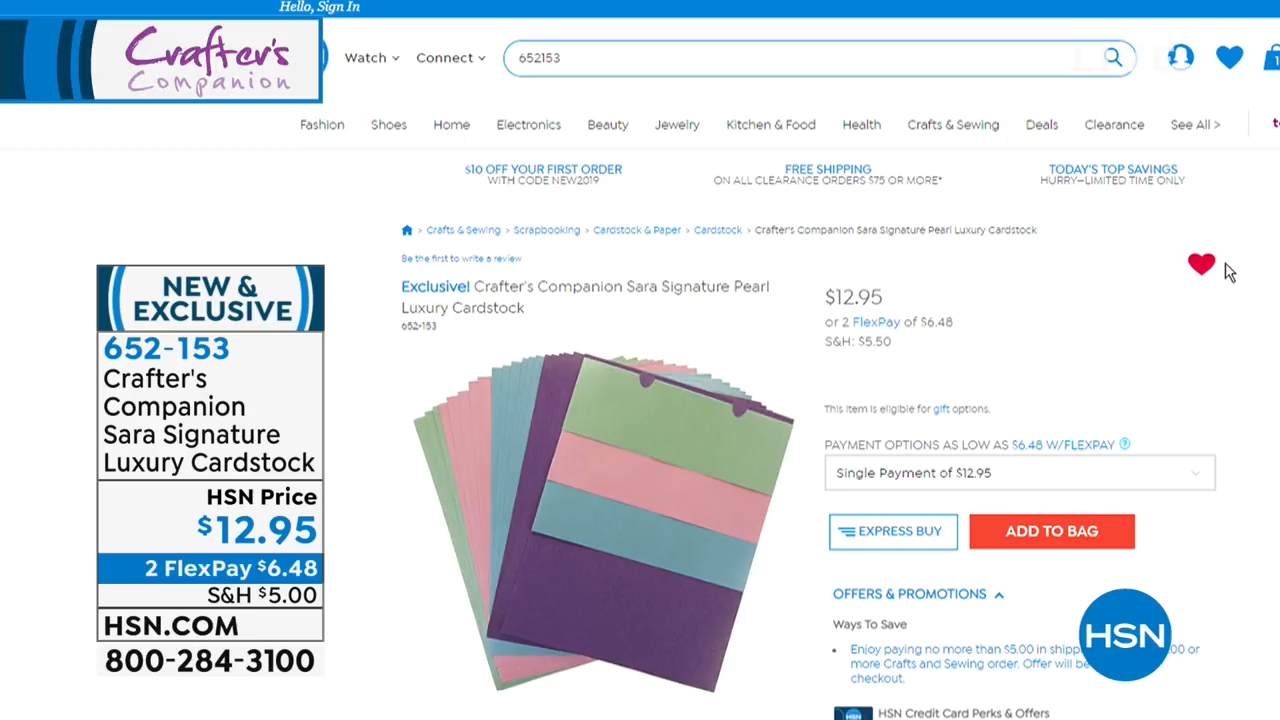 Hello, Sign In
Crafter's
Companion
Watch
Connect
652153
1
Fashion
Shoes
Home
Electronics
Beauty
Jewelry
Kitchen & Food
Health
Crafts & Sewing
Deals
Clearance
See All >
$10 OFF YOUR FIRST ORDER
WITH CODE NEW2019
FREE SHIPPING
ON ALL CLEARANCE ORDERS $75 OR MORE*
TODAY'S TOP SAVINGS
HURRY-LIMITED TIME ONLY
> Crafts & Sewing > Scrapbooking > Cardstock & Paper > Cardstock > Crafter's Companion Sara Signature Pearl Luxury Cardstock
Be the first to write a review
Exclusive! Crafter's Companion Sara Signature Pearl
Luxury Cardstock
652-153
$12.95
or 2 FlexPay of $6.48
S&H: $5.50
This item is eligible for gift options.
PAYMENT OPTIONS AS LOW AS $6.48 W/FLEXPAY ?
Single Payment of $12.95
EXPRESS BUY
ADD TO BAG
OFFERS & PROMOTIONS
Ways To Save
• Enjoy paying no more than $5.00 in 00 or
more Crafts and Sewing order. Offer will
checkout.
HSN Credit Card Perks & Offers
HSN
NEW &
EXCLUSIVE
652-153
Crafter's
Companion
Sara Signature
Luxury Cardstock
HSN Price
$12.95
2 FlexPay $6.48
S&H $5.00
HSN.COM
800-284-3100